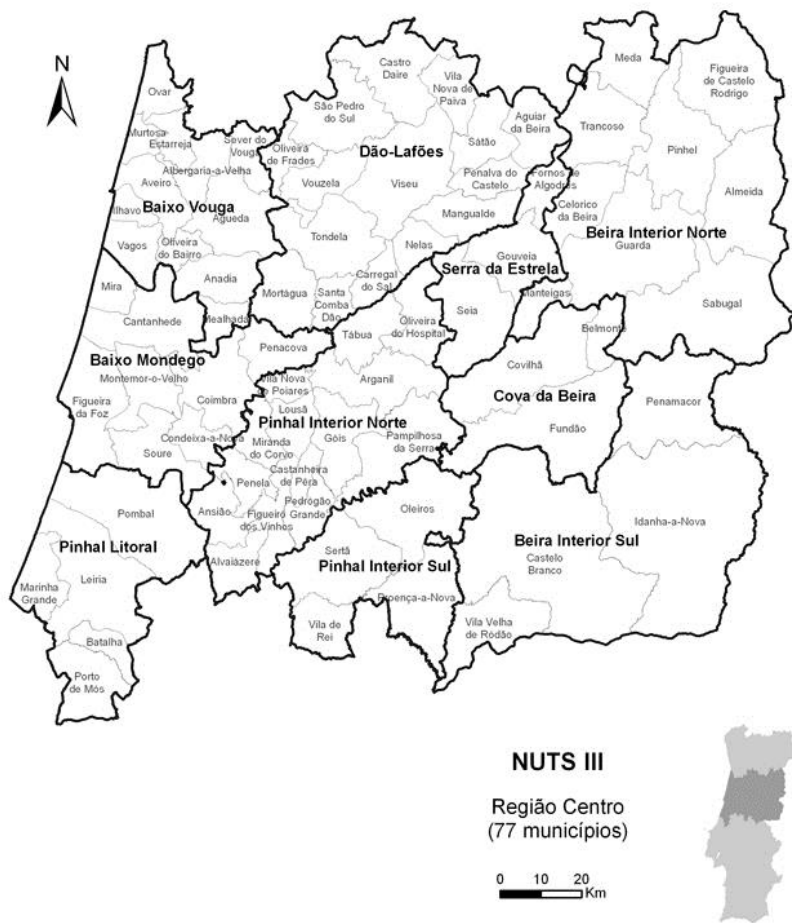 N
Ovar
Murtosa
Estarreja
Sever do
Vouga
Albergaria-a-Velha
Aveiro
Ílhavo
Baixo Vouga
Águeda
Vagos
Oliveira
do Bairro
Anadia
Mealhada
Castro
Daire
Vila
Nova de
Paiva
São Pedro
do Sul
Aguiar
da Beira
Oliveira
de Frades
Dão-Lafões
Sátão
Vouzela
Viseu
Penalva do
Castelo
Mangualde
Tondela
Nelas
Carregal
do Sal
Mortágua
Santa
Comba
Dão
Meda
Figueira
de Castelo
Rodrigo
Trancoso
Pinhel
Fornos de
Algodres
Celorico
da Beira
Almeida
Beira Interior Norte
Guarda
Manteigas
Sabugal
Gouveia
Serra da Estrela
Seia
Mira
Cantanhede
Baixo Mondego
Penacova
Montemor-o-Velho
Figueira
da Foz
Coimbra
Condeixa-a-Nova
Soure
Tábua
Oliveira
do Hospital
Arganil
Vila Nova
de Poiares
Lousã
Pinhal Interior Norte
Miranda
do Corvo
Góis
Pampilhosa
da Serra
Castanheira
de Pêra
Penela
Pedrógão
Grande
Ansião
Figueiró
dos Vinhos
Alvaiázere
Belmonte
Covilhã
Cova da Beira
Fundão
Penamacor
Idanha-a-Nova
Beira Interior Sul
Castelo
Branco
Vila Velha
de Ródão
Oleiros
Sertã
Pinhal Interior Sul
Proença-a-Nova
Vila de
Rei
Pombal
Pinhal Litoral
Leiria
Marinha
Grande
Batalha
Porto
de Mós
NUTS III
Região Centro
(77 municípios)
0 10 20
Km